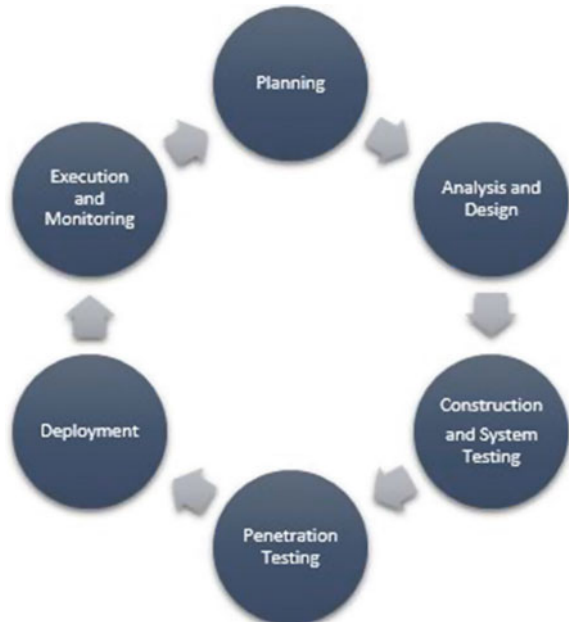 Planning
Analysis and
Design
Construction
and System
Testing
Penetration
Testing
Deployment
Execution
and
Monitoring